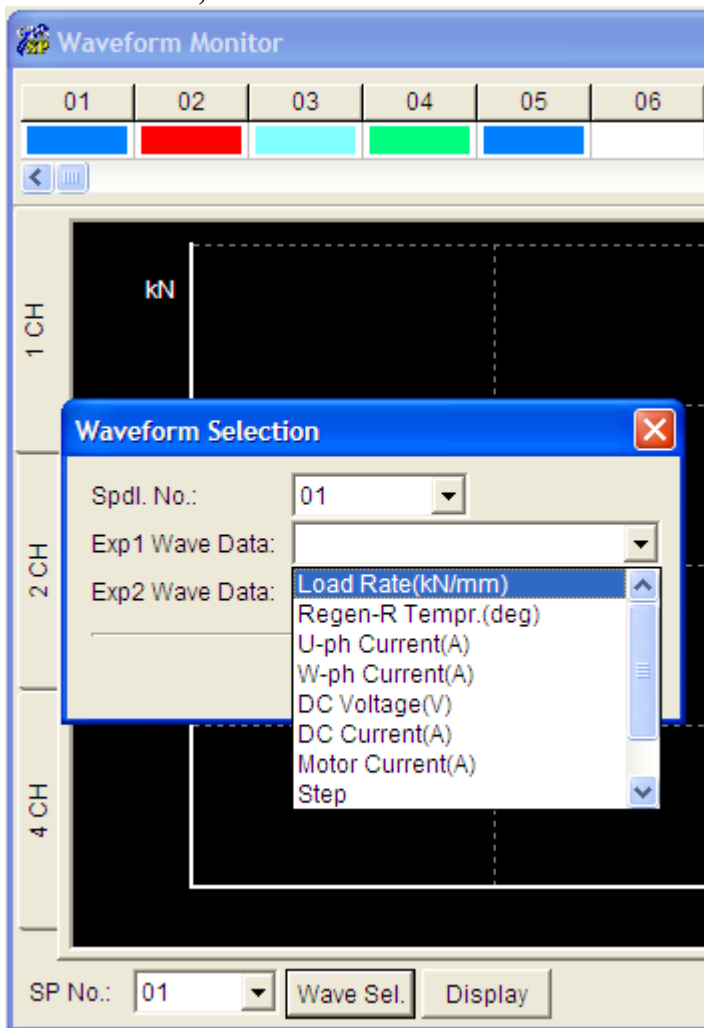 Waveform Monitor
01 02 03 04 05 06
kN
1 CH
Waveform Selection
Spdl. No.: 01
Exp1 Wave Data:
2 CH
Exp2 Wave Data:
Load Rate(kN/mm)
Regen-R Tempr.(deg)
U-ph Current(A)
W-ph Current(A)
DC Voltage(V)
DC Current(A)
Motor Current(A)
Step
4 CH
SP No.: 01 Wave Sel. Display